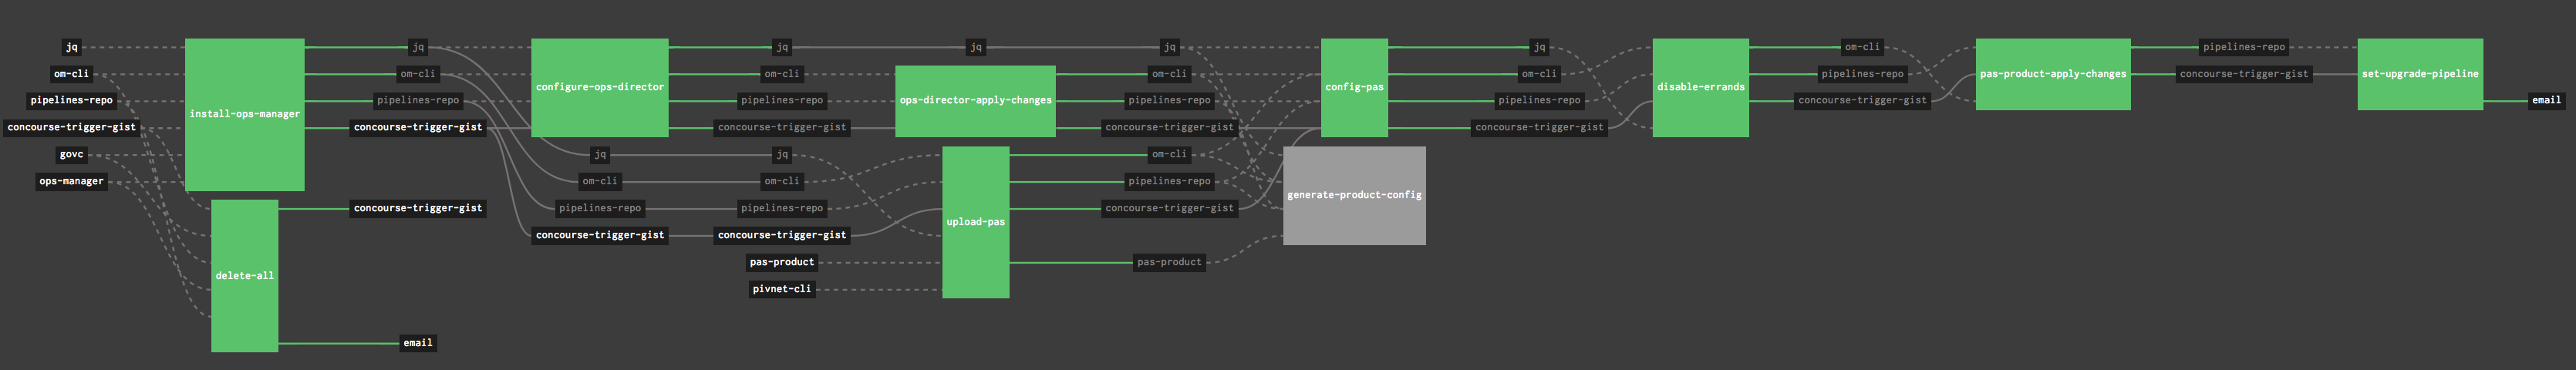 jq
om-cli
pipelines-repo
concourse-trigger-gist
govc
ops-manager
install-ops-manager
delete-all
jq
om-cli
pipelines-repo
concourse-trigger-gist
concourse-trigger-gist
email
configure-ops-director
jq
om-cli
pipelines-repo
concourse-trigger-gist
jq
om-cli
pipelines-repo
concourse-trigger-gist
jq
om-cli
pipelines-repo
concourse-trigger-gist
pas-product
pivnet-cli
jq
ops-director-apply-changes
upload-pas
jq
om-cli
pipelines-repo
concourse-trigger-gist
om-cli
pipelines-repo
concourse-trigger-gist
pas-product
config-pas
generate-product-config
jq
om-cli
pipelines-repo
concourse-trigger-gist
disable-errands
om-cli
pipelines-repo
concourse-trigger-gist
pas-product-apply-changes
pipelines-repo
concourse-trigger-gist
set-upgrade-pipeline
email